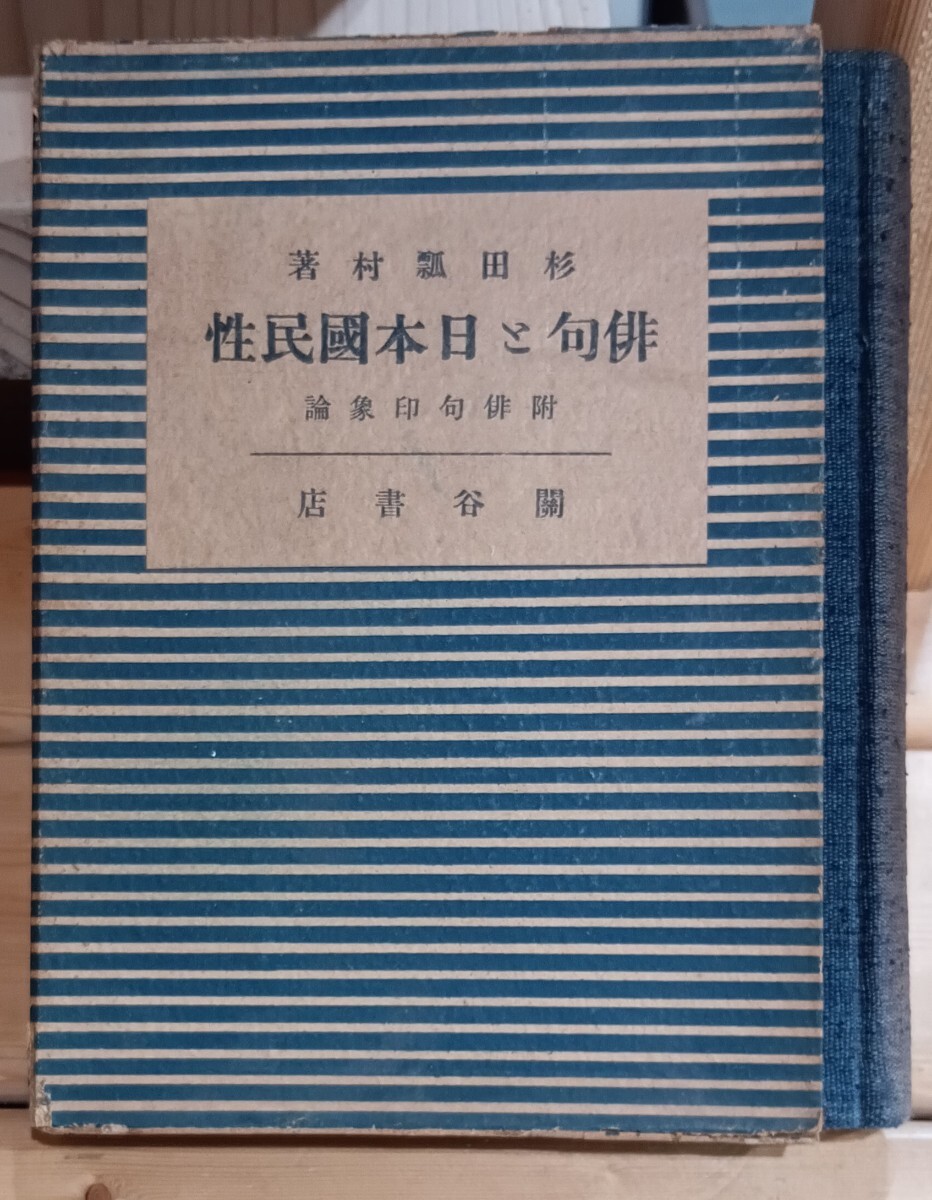 杉田瓢村著
俳句と日本國民性
附俳句印象論
關谷書店